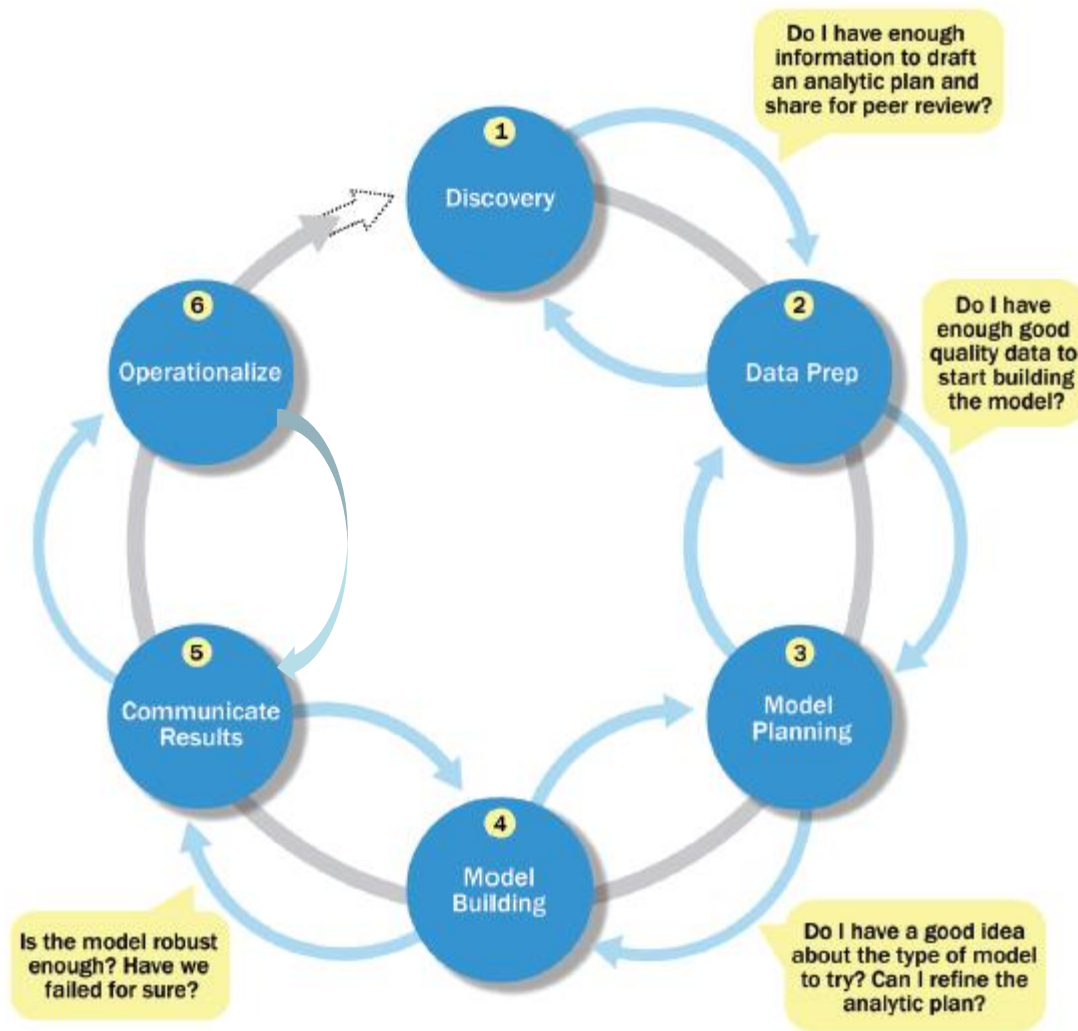 Do I have enough
information to draft
an analytic plan and
share for peer review?
1
Discovery
2
Data Prep
Do I have
enough good
quality data to
start building
the model?
3
Model
Planning
Do I have a good idea
about the type of model
to try? Can I refine the
analytic plan?
4
Model
Building
Is the model robust
enough? Have we
failed for sure?
5
Communicate
Results
6
Operationalize